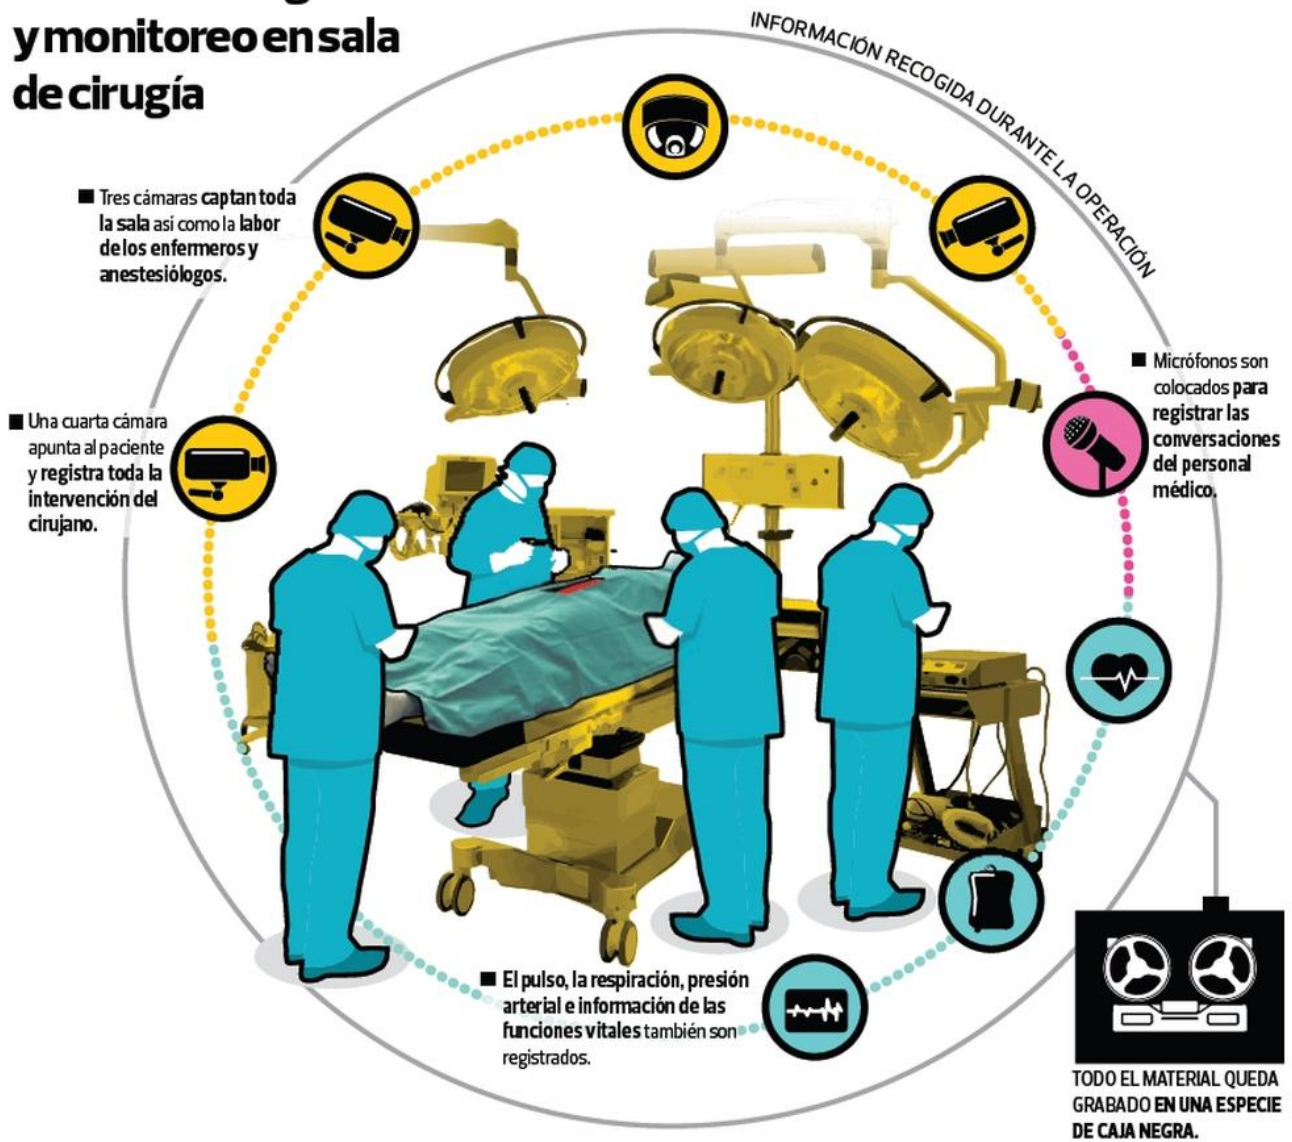 y monitoreo en sala
de cirugía
INFORMACIÓN RECOGIDA DURANTE LA OPERACIÓN
Tres cámaras captan toda
la sala así como la labor
de los enfermeros y
anestesiólogos.
Una cuarta cámara
apunta al paciente
y registra toda la
intervención del
cirujano.
Micrófonos son
colocados para
registrar las
conversaciones
del personal
médico.
El pulso, la respiración, presión
arterial e información de las
funciones vitales también son
registrados.
TODO EL MATERIAL QUEDA
GRABADO EN UNA ESPECIE
DE CAJA NEGRA.